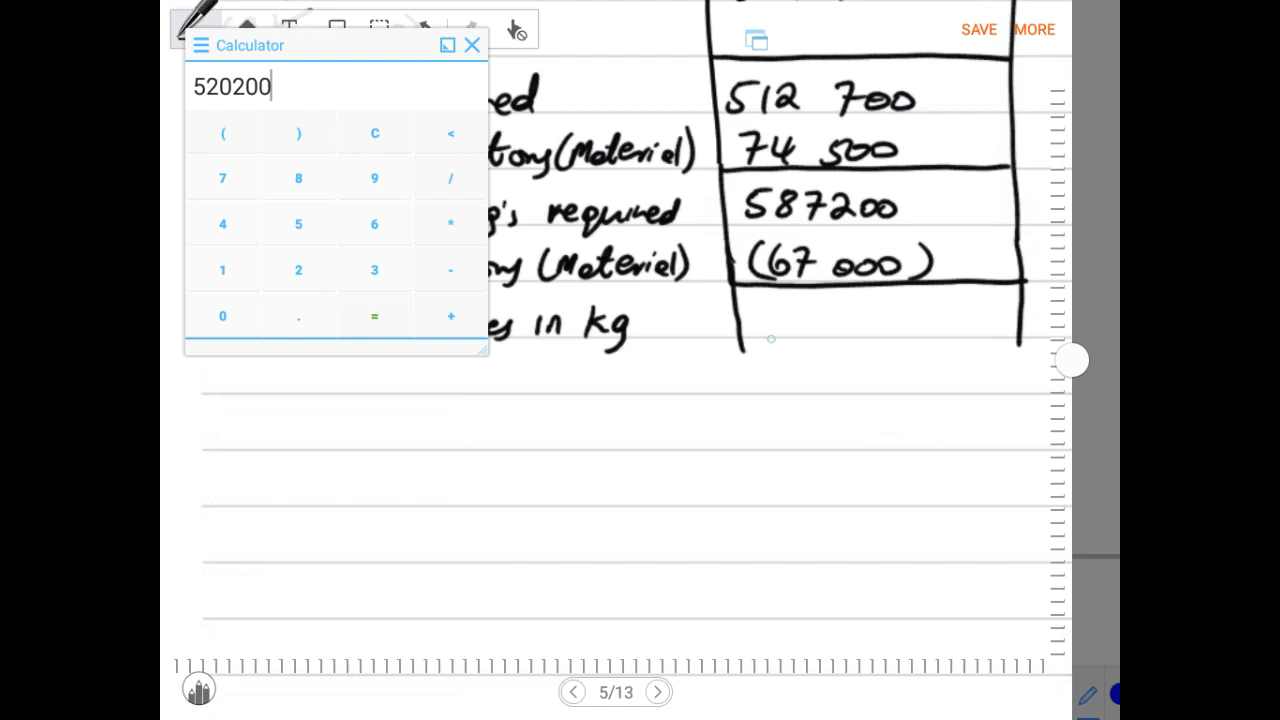 SAVE MORE
Calculator
520200
( ) C <
7 8 9 /
4 5 6 *
1 2 3 -
0 . = +
ed 512 700
tory (Material) 74 500
g's required 587200
ry (Material) (67 000)
es in kg
5/13